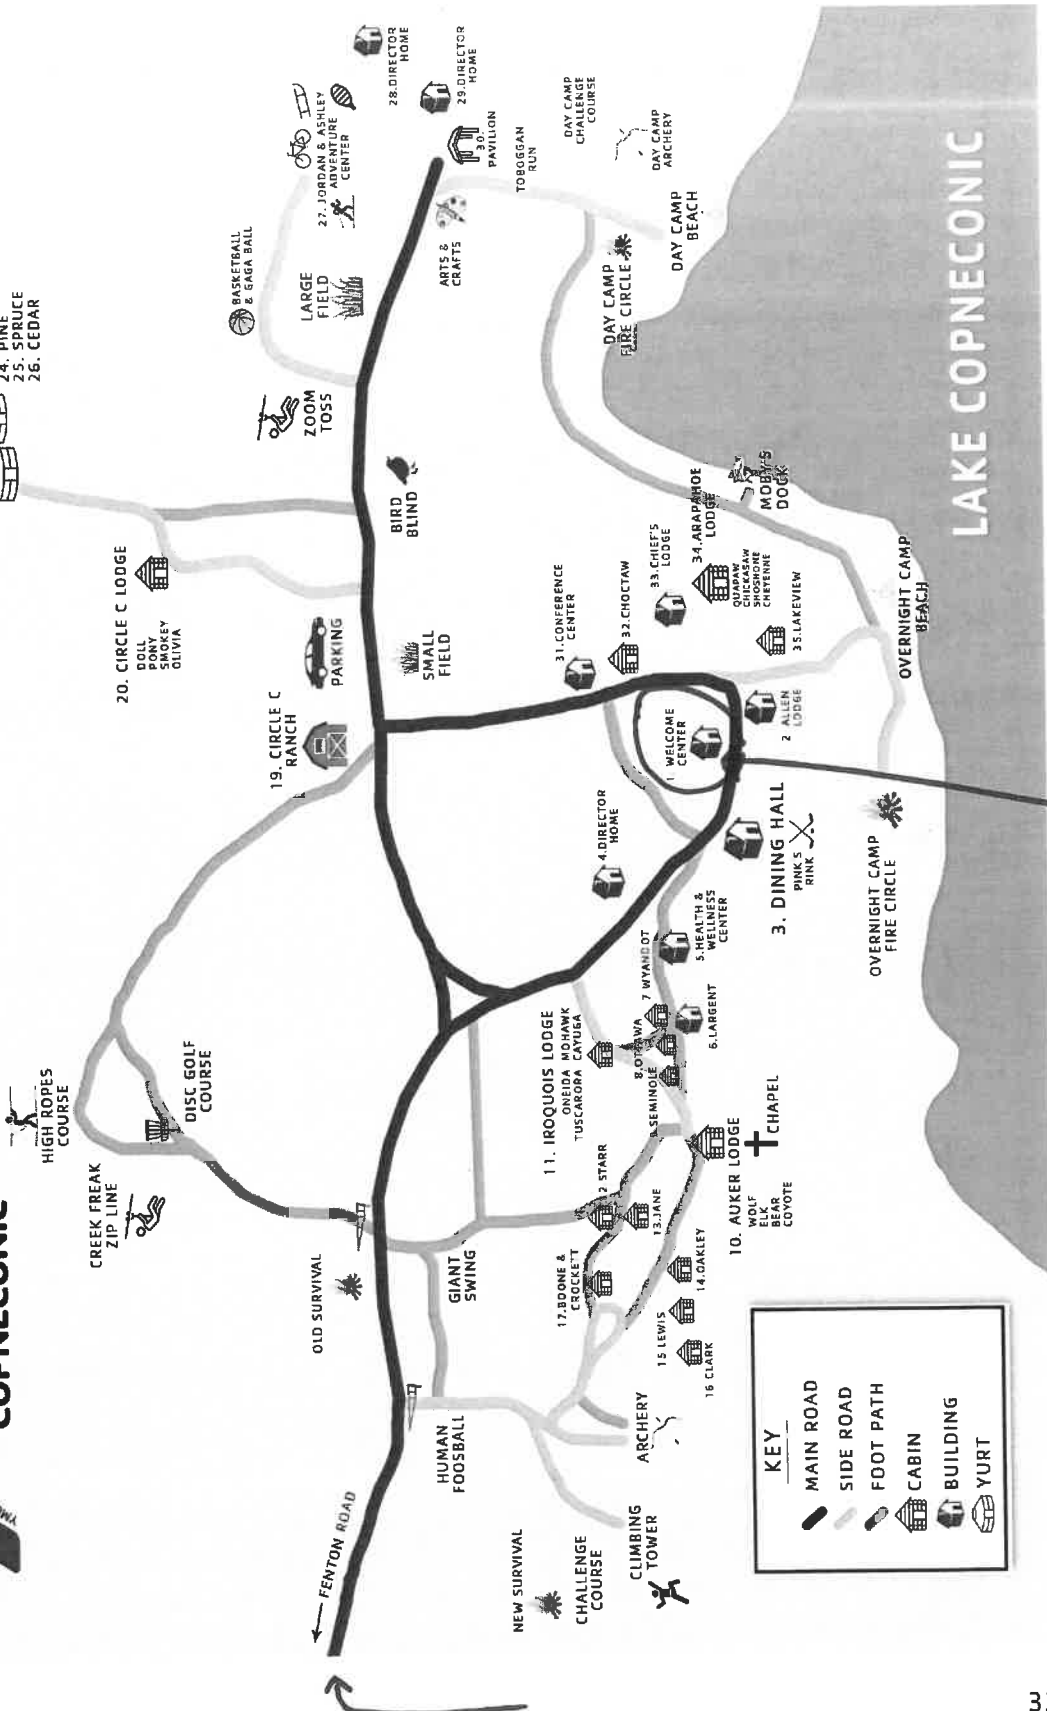 COPNECONIC
YMC
24. PINE
25. SPRUCE
26. CEDAR
HIGH ROPES
COURSE
CREEK FREAK
ZIP LINE
DISC GOLF
COURSE
20. CIRCLE C LODGE
DOLL
PONY
SMOKEY
OLIVIA
19. CIRCLE C
RANCH
PARKING
BASKETBALL
& GAGA BALL
ZOOM
TOSS
LARGE
FIELD
27. JORDAN & ASHLEY
ADVENTURE
CENTER
28. DIRECTOR
HOME
29. DIRECTOR
HOME
30.
PAVILION
ARTS &
CRAFTS
TOBOGGAN
RUN
DAY CAMP
CHALLENGE
COURSE
DAY CAMP
ARCHERY
DAY CAMP
BEACH
DAY CAMP
FIRE CIRCLE
BIRD
BLIND
SMALL
FIELD
FENTON ROAD
OLD SURVIVAL
GIANT
SWING
HUMAN
FOOSBALL
NEW SURVIVAL
CHALLENGE
COURSE
CLIMBING
TOWER
ARCHERY
17. BOONE &
CROCKETT
12 STARR
13. JANE
14. OAKLEY
15 LEWIS
16 CLARK
11. IROQUOIS LODGE
ONEIDA MOHAWK
TUSCARORA CAYUGA
9 SEMINOLE
8. OTTAWA
7 WYANDOT
6. LARGENT
5. HEALTH &
WELLNESS
CENTER
4. DIRECTOR
HOME
10. AUKER LODGE
WOLF
ELK
BEAR
COYOTE
CHAPEL
3. DINING HALL
PINK'S
RINK
1 WELCOME
CENTER
2 ALLEN
LODGE
31. CONFERENCE
CENTER
32. CHOCTAW
33. CHIEF'S
LODGE
34. ARAPAHOE
LODGE
QUAPAW
CHICKASAW
SHOSHONE
CHEYENNE
35. LAKEVIEW
MOBY'S
DOCK
OVERNIGHT CAMP
BEACH
OVERNIGHT CAMP
FIRE CIRCLE
LAKE COPNECONIC
KEY
MAIN ROAD
SIDE ROAD
FOOT PATH
CABIN
BUILDING
YURT